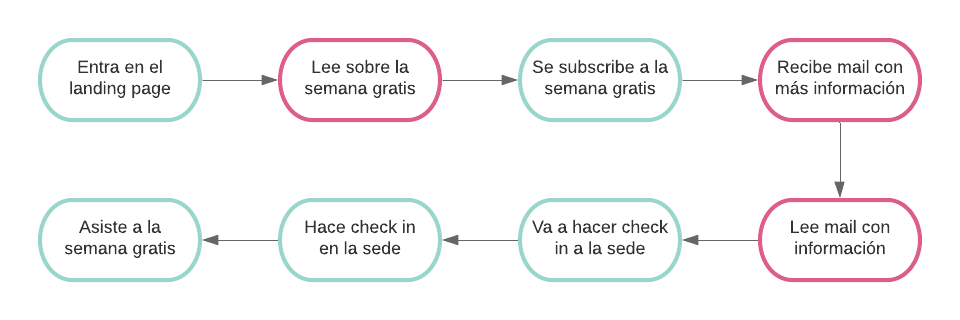 Entra en el
landing page
Lee sobre la
semana gratis
Se subscribe a la
semana gratis
Recibe mail con
más información
Lee mail con
información
Va a hacer check
in a la sede
Hace check in
en la sede
Asiste a la
semana gratis